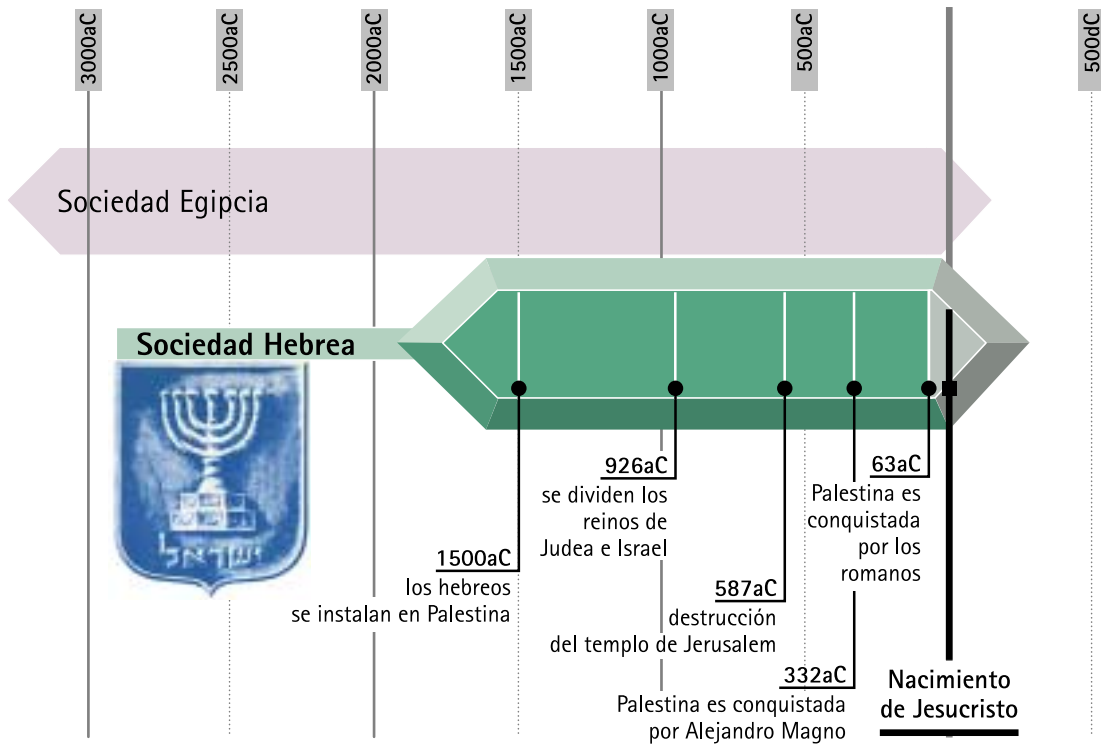 3000aC
2500aC
2000aC
1500aC
1000aC
500aC
500dC
Sociedad Egipcia
Sociedad Hebrea
ישראל
1500aC
los hebreos
se instalan en Palestina
926aC
se dividen los
reinos de
Judea e Israel
587aC
destrucción
del templo de Jerusalem
332aC
Palestina es conquistada
por Alejandro Magno
63aC
Palestina es
conquistada
por los
romanos
Nacimiento
de Jesucristo